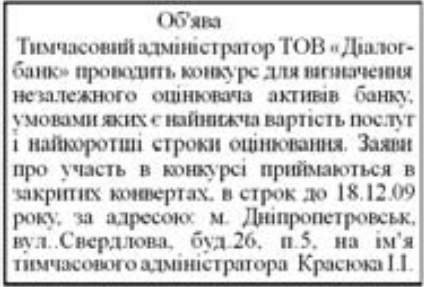 Об'ява
Тимчасовий адміністратор ТОВ «Діалог-
банк» проводить конкурс для визначення
незалежного оцінювача активів банку,
умовами яких є найнижча вартість послуг
і найкоротші строки оцінювання. Заяви
про участь в конкурсі приймаються в
закритих конвертах, в строк до 18.12.09
року, за адресою: м. Дніпропетровськ,
вул..Свердлова, буд.26, п.5, на ім'я
тимчасового адміністратора Красюка І.І.